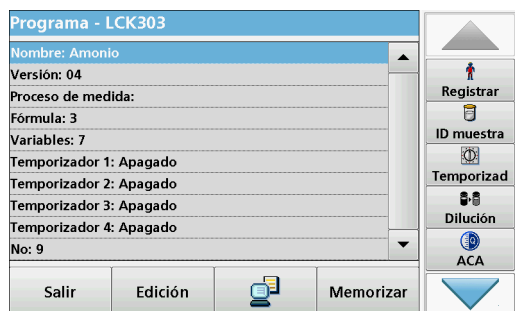 Programa - LCK303
Nombre: Amonio
Versión: 04
Proceso de medida:
Fórmula: 3
Variables: 7
Temporizador 1: Apagado
Temporizador 2: Apagado
Temporizador 3: Apagado
Temporizador 4: Apagado
No: 9
Salir
Edición
Memorizar
Registrar
ID muestra
Temporizad
Dilución
ACA